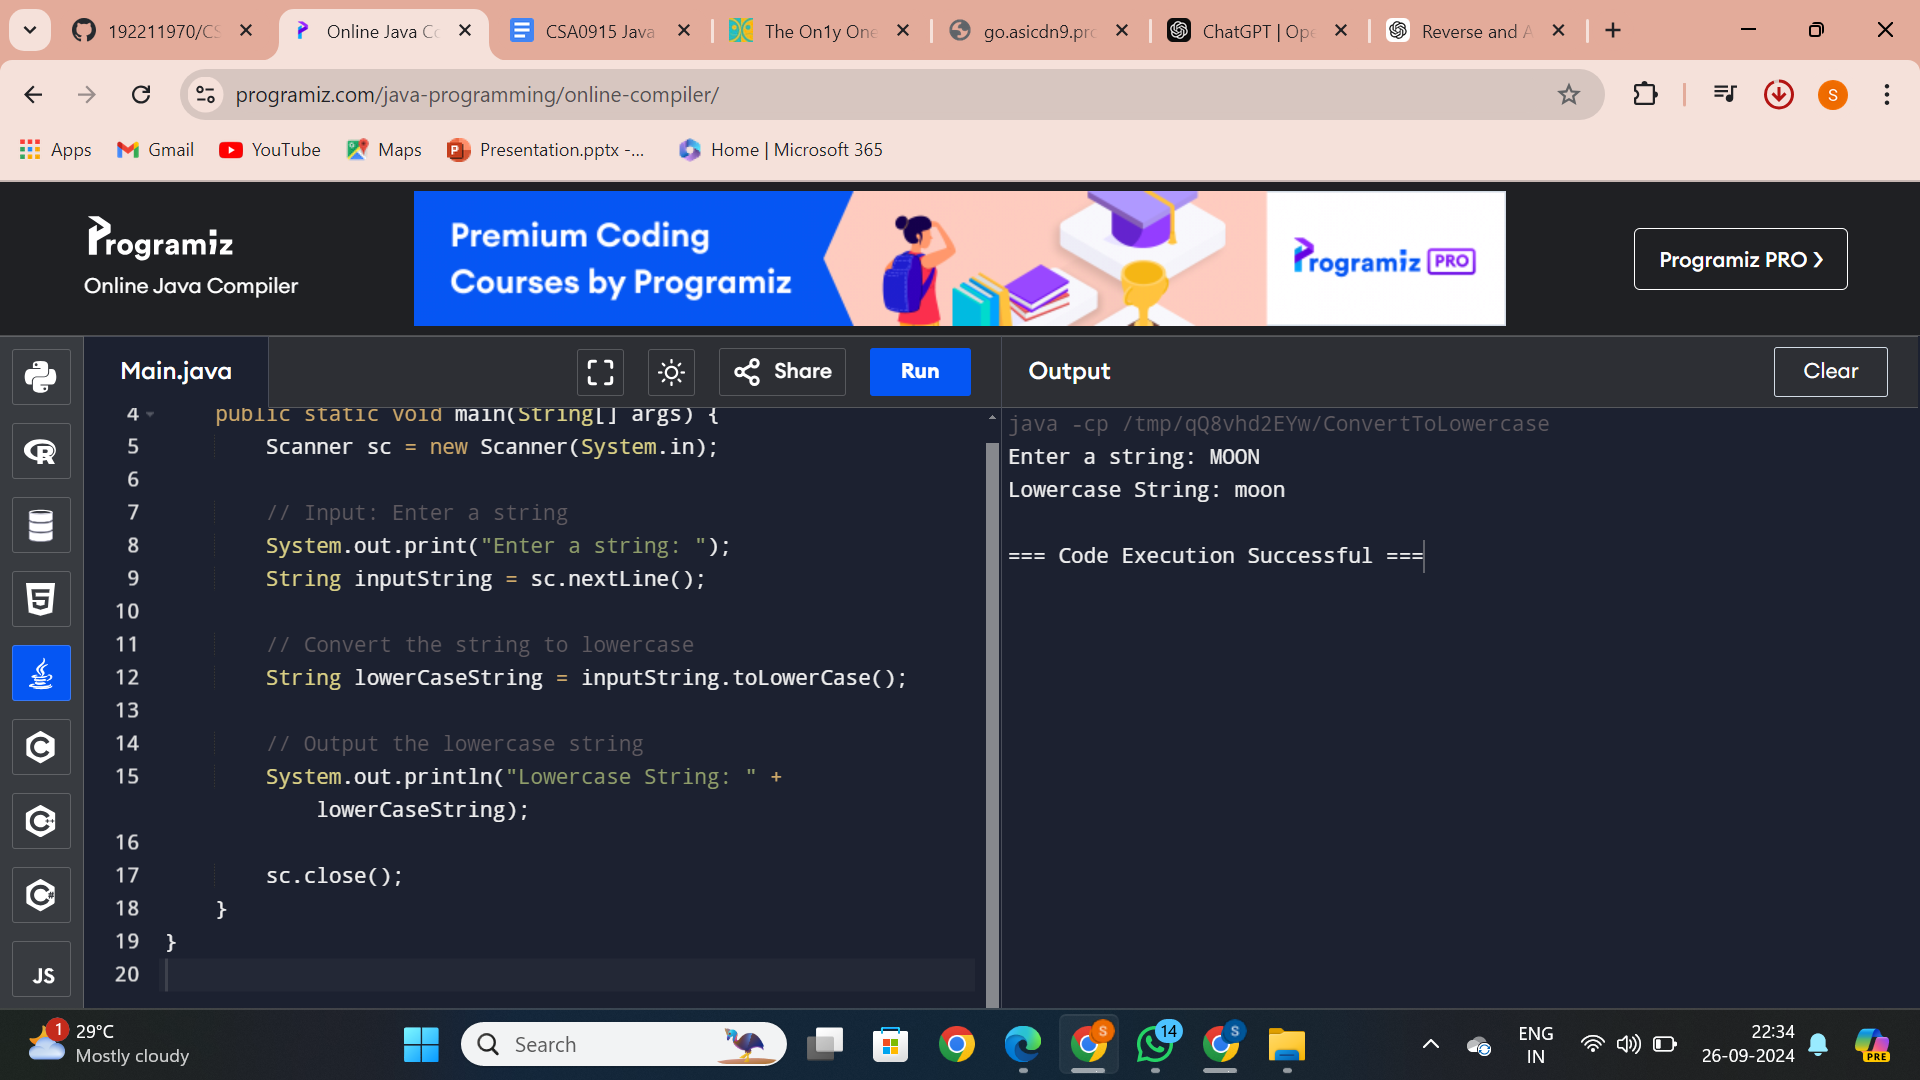 192211970/CS
Online Java Co
CSA0915 Java
The On1y One
go.asicdn9.pro
ChatGPT | Ope
Reverse and A
programiz.com/java-programming/online-compiler/
S
Apps
Gmail
YouTube
Maps
Presentation.pptx -...
Home | Microsoft 365
Programiz
Online Java Compiler
Premium Coding
Courses by Programiz
Programiz PRO
Programiz PRO ❯
Main.java
Share
Run
Output
Clear
4 public static void main(String[] args) {
5 Scanner sc = new Scanner(System.in);
6
7 // Input: Enter a string
8 System.out.print("Enter a string: ");
9 String inputString = sc.nextLine();
10
11 // Convert the string to lowercase
12 String lowerCaseString = inputString.toLowerCase();
13
14 // Output the lowercase string
15 System.out.println("Lowercase String: " +
lowerCaseString);
16
17 sc.close();
18 }
19 }
20
java -cp /tmp/qQ8vhd2EYw/ConvertToLowercase
Enter a string: MOON
Lowercase String: moon
=== Code Execution Successful ===
JS
1
29°C
Mostly cloudy
Search
S
14
S
ENG
IN
22:34
26-09-2024
PRE